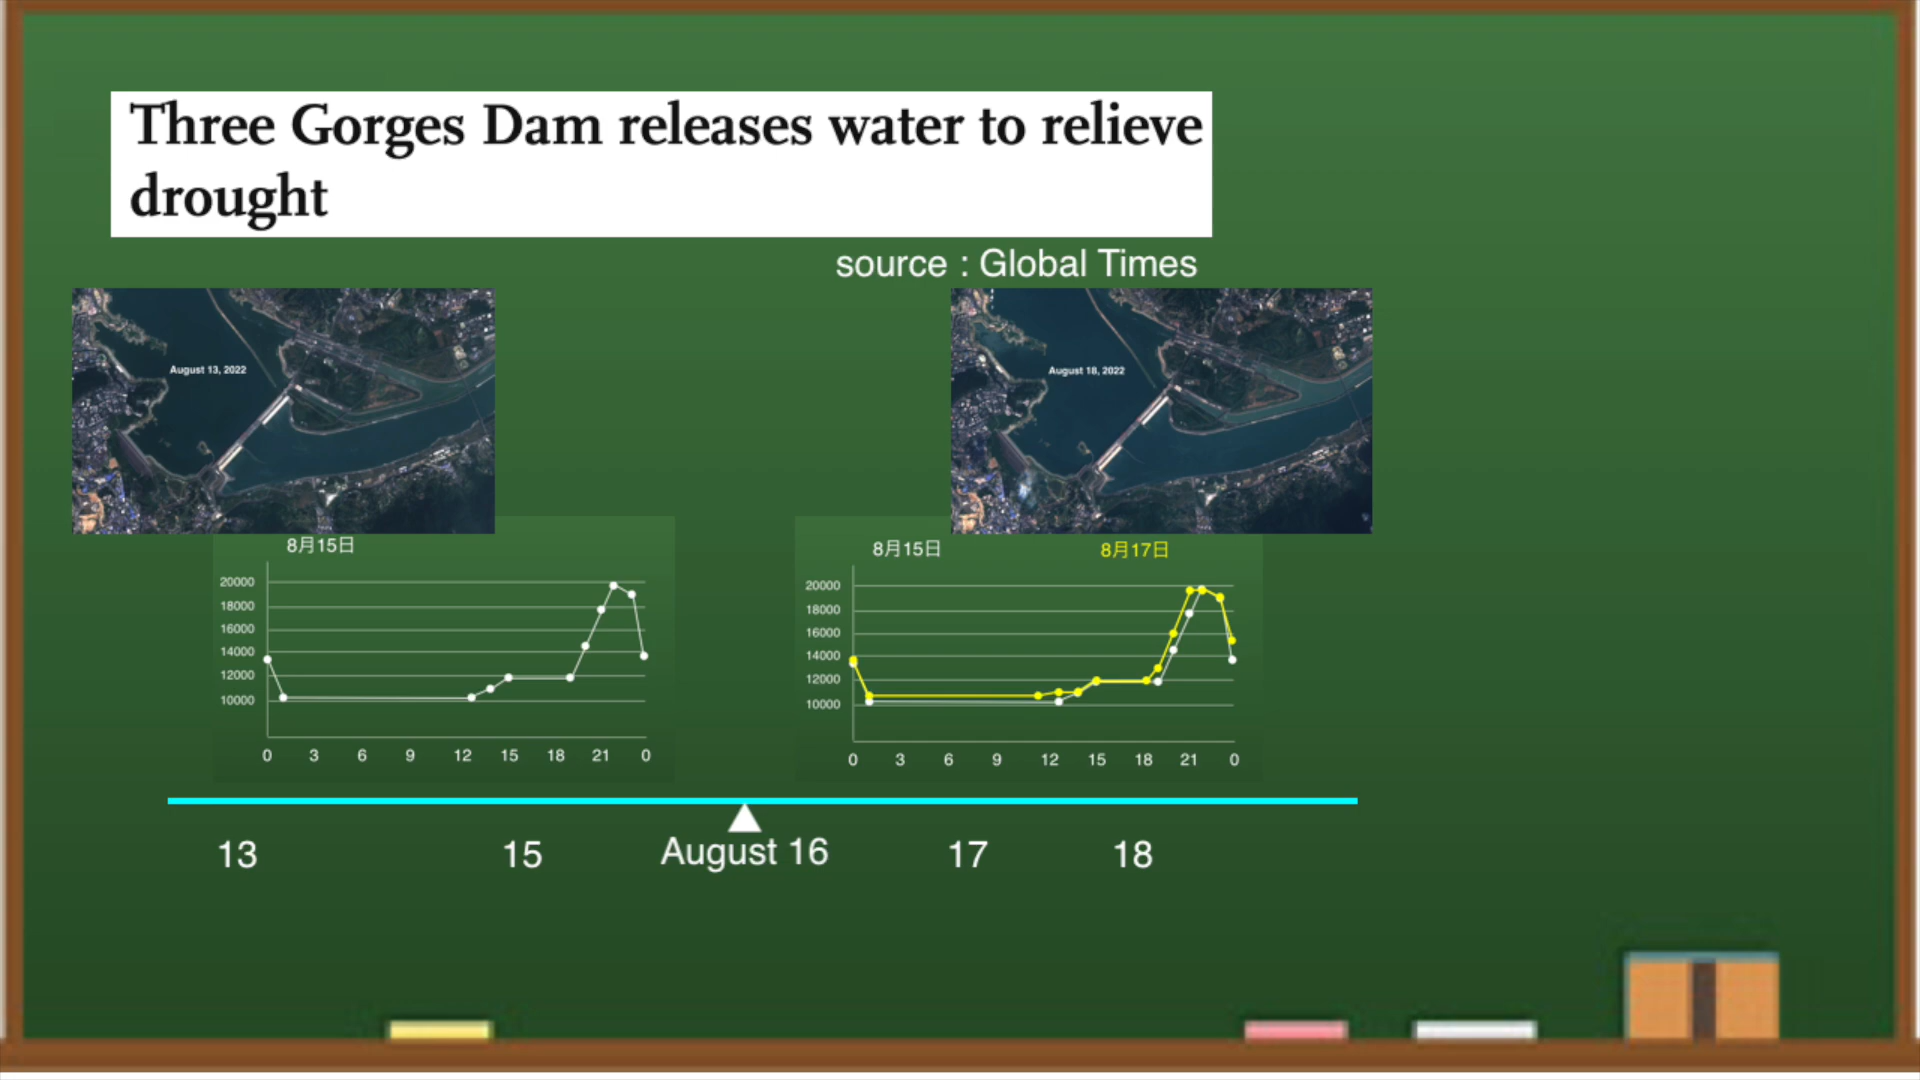 Three Gorges Dam releases water to relieve
drought
source : Global Times
August 13, 2022
August 18, 2022
8月15日
20000
18000
16000
14000
12000
10000
0 3 6 9 12 15 18 21 0
8月15日 8月17日
20000
18000
16000
14000
12000
10000
0 3 6 9 12 15 18 21 0
13 15 August 16 17 18